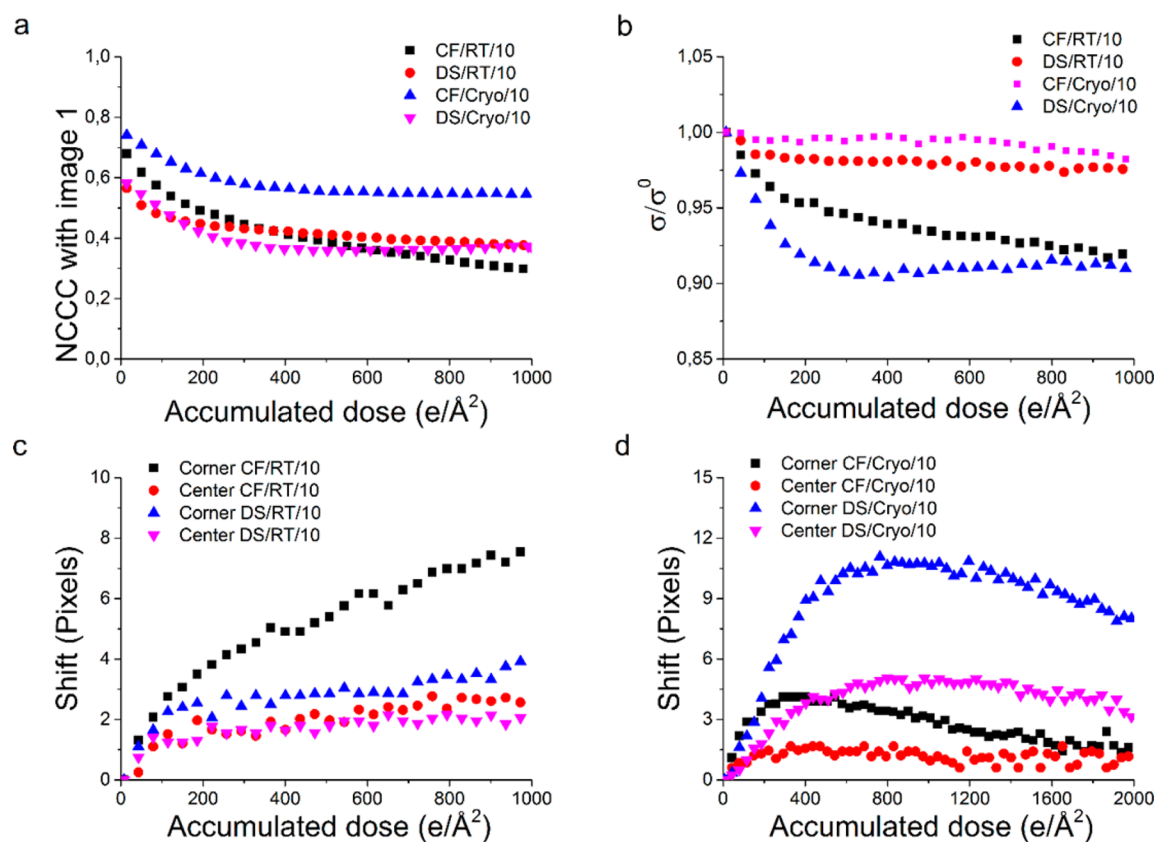 a
CF/RT/10
DS/RT/10
CF/Cryo/10
DS/Cryo/10
1,0
0,8
0,6
0,4
0,2
0,0
NCCC with image 1
0 200 400 600 800 1000
Accumulated dose (e/Å²)
b
CF/RT/10
DS/RT/10
CF/Cryo/10
DS/Cryo/10
1,05
1,00
0,95
0,90
0,85
σ/σ⁰
0 200 400 600 800 1000
Accumulated dose (e/Å²)
c
Corner CF/RT/10
Center CF/RT/10
Corner DS/RT/10
Center DS/RT/10
10
8
6
4
2
0
Shift (Pixels)
0 200 400 600 800 1000
Accumulated dose (e/Å²)
d
Corner CF/Cryo/10
Center CF/Cryo/10
Corner DS/Cryo/10
Center DS/Cryo/10
15
12
9
6
3
0
Shift (Pixels)
0 400 800 1200 1600 2000
Accumulated dose (e/Å²)